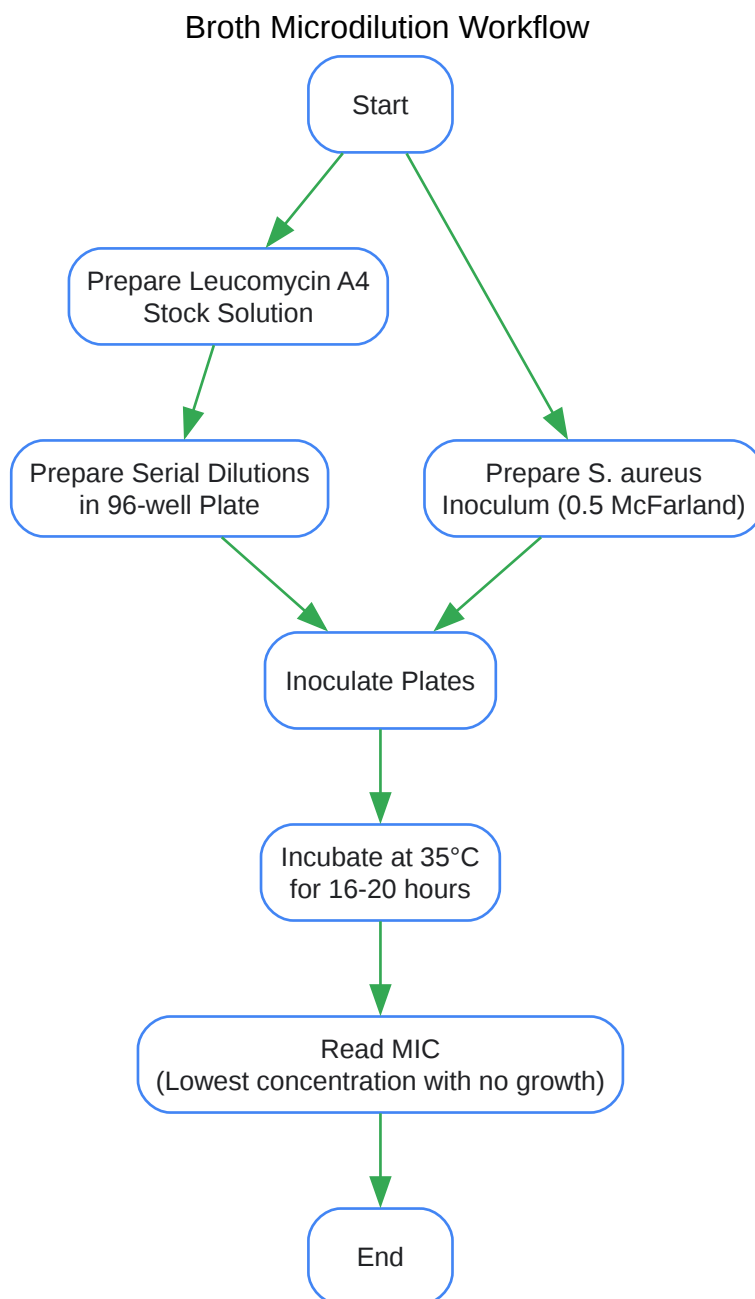 Broth Microdilution Workflow
Start
Prepare Leucomycin A4
Stock Solution
Prepare Serial Dilutions
in 96-well Plate
Prepare S. aureus
Inoculum (0.5 McFarland)
Inoculate Plates
Incubate at 35°C
for 16-20 hours
Read MIC
(Lowest concentration with no growth)
End